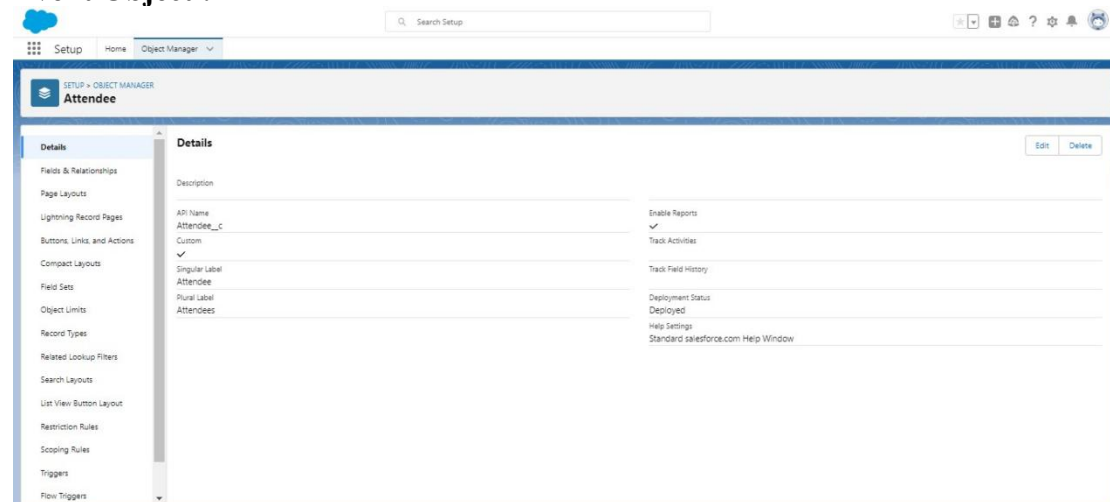 Search Setup
Setup Home Object Manager
SETUP > OBJECT MANAGER
Attendee
Details
Fields & Relationships
Page Layouts
Lightning Record Pages
Buttons, Links, and Actions
Compact Layouts
Field Sets
Object Limits
Record Types
Related Lookup Filters
Search Layouts
List View Button Layout
Restriction Rules
Scoping Rules
Triggers
Flow Triggers
Details
Edit Delete
Description
API Name
Attendee__c
Custom
Singular Label
Attendee
Plural Label
Attendees
Enable Reports
Track Activities
Track Field History
Deployment Status
Deployed
Help Settings
Standard salesforce.com Help Window